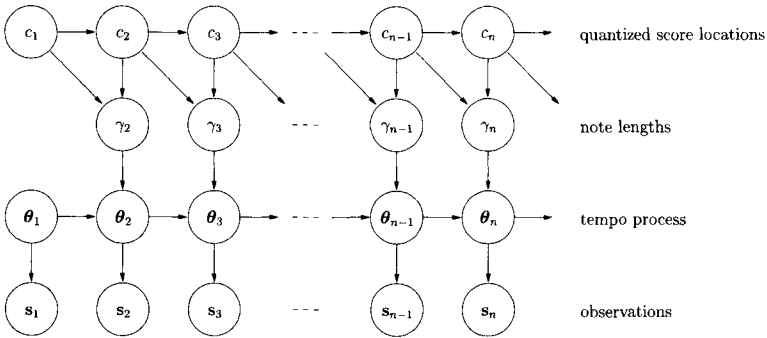 c₁ c₂ c₃ - - - cₙ₋₁ cₙ quantized score locations
γ₂ γ₃ - - - γₙ₋₁ γₙ note lengths
θ₁ θ₂ θ₃ - - - θₙ₋₁ θₙ tempo process
s₁ s₂ s₃ - - - sₙ₋₁ sₙ observations